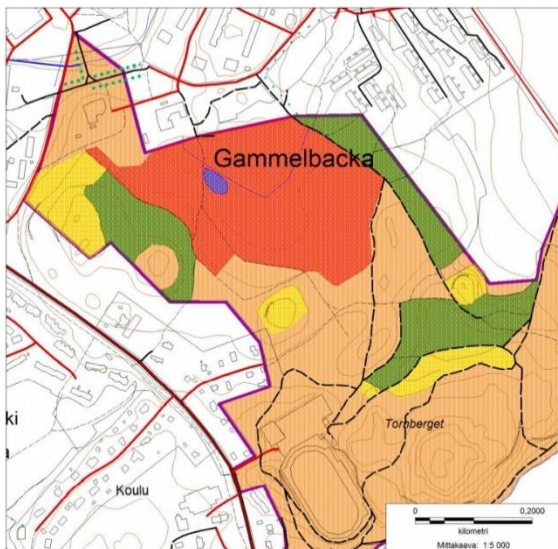 Gammelbacka
Tornberget
ki
a
Koulu
0 0,2000
kilometri
Mittakaava: 1:5 000